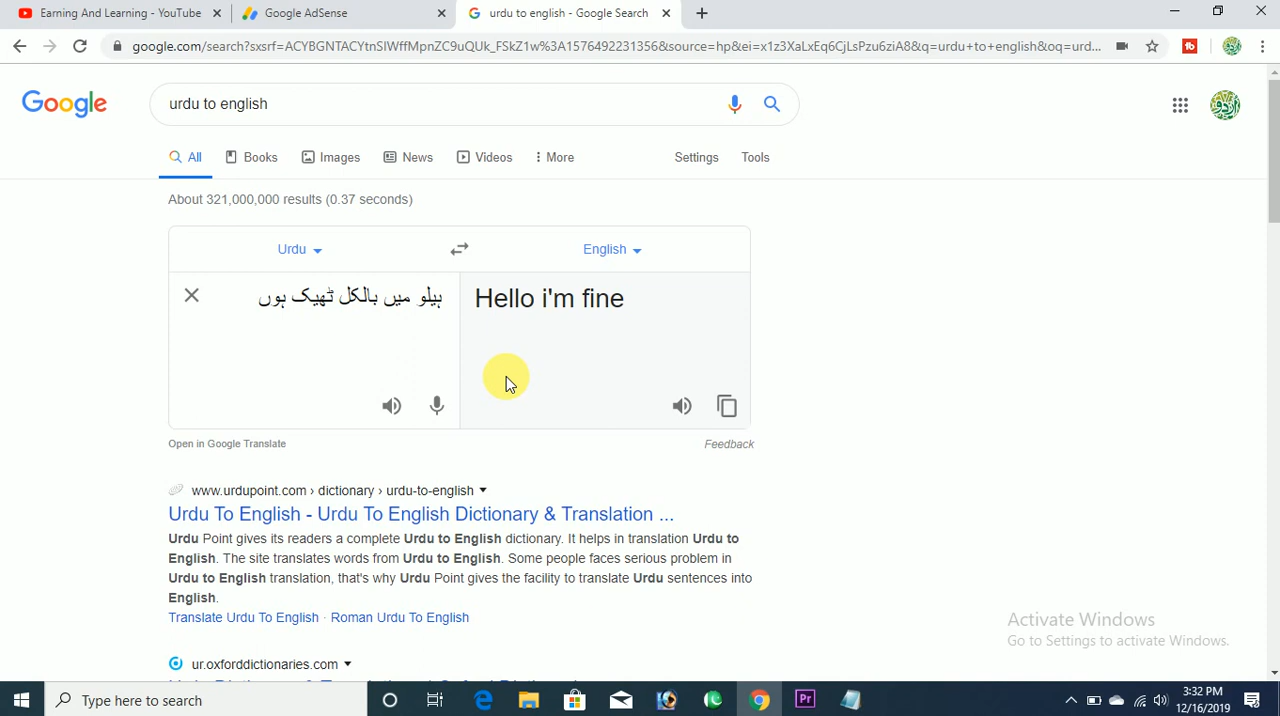 Earning And Learning - YouTube
Google AdSense
urdu to english - Google Search
google.com/search?sxsrf=ACYBGNTACYtnSlWffMpnZC9uQUx_FSkZ1w%3A1576492231356&source=hp&ei=x1z3XaLxEq6CjLsPzu6ziA8&q=urdu+to+english&oq=urd...
Google
urdu to english
All
Books
Images
News
Videos
More
Settings
Tools
About 321,000,000 results (0.37 seconds)
Urdu
English
ہیلو میں بالکل ٹھیک ہوں
Hello i'm fine
Open in Google Translate
Feedback
www.urdupoint.com › dictionary › urdu-to-english
Urdu To English - Urdu To English Dictionary & Translation ...
Urdu Point gives its readers a complete Urdu to English dictionary. It helps in translation Urdu to
English. The site translates words from Urdu to English. Some people faces serious problem in
Urdu to English translation, that's why Urdu Point gives the facility to translate Urdu sentences into
English.
Translate Urdu To English · Roman Urdu To English
Activate Windows
Go to Settings to activate Windows.
ur.oxforddictionaries.com
Type here to search
Pr
3:32 PM
12/16/2019